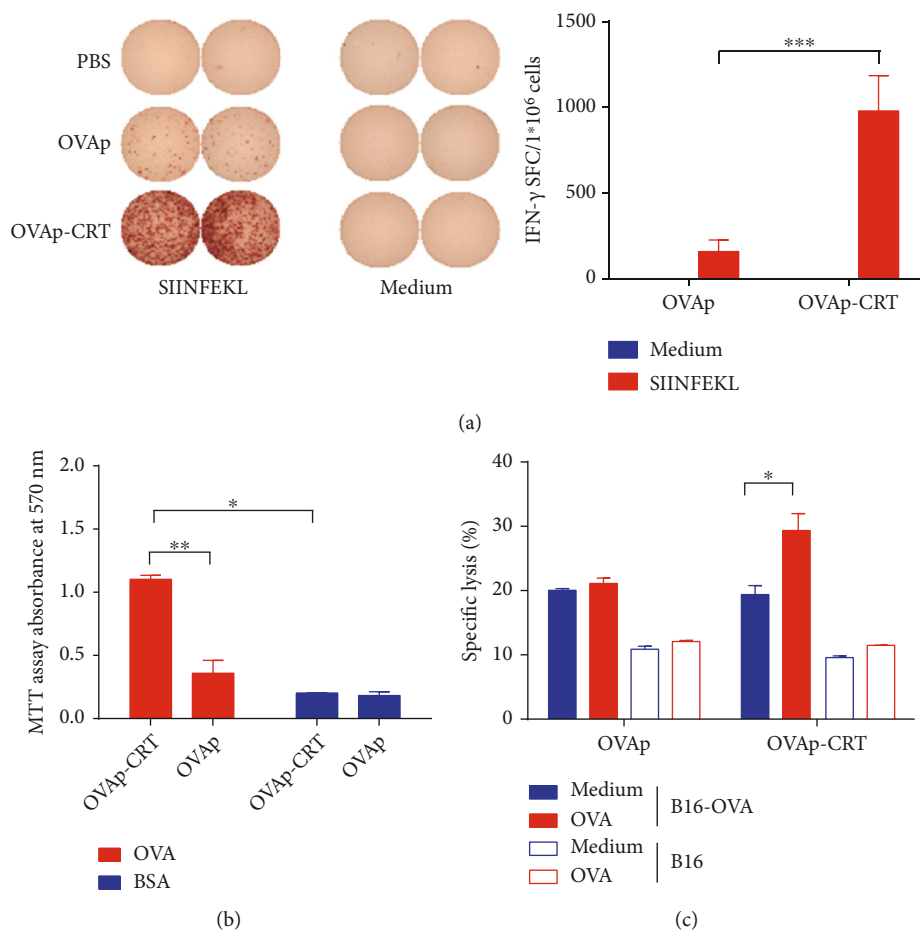 PBS
OVAp
OVAp-CRT
SIINFEKL
Medium
IFN-γ SFC/1*10⁶ cells
1500
1000
500
0
***
OVAp
OVAp-CRT
Medium
SIINFEKL
(a)
MTT assay absorbance at 570 nm
2.0
1.5
1.0
0.5
0.0
*
**
OVAp-CRT
OVAp
OVAp-CRT
OVAp
OVA
BSA
(b)
Specific lysis (%)
40
30
20
10
0
*
OVAp
OVAp-CRT
Medium
OVA
B16-OVA
Medium
OVA
B16
(c)